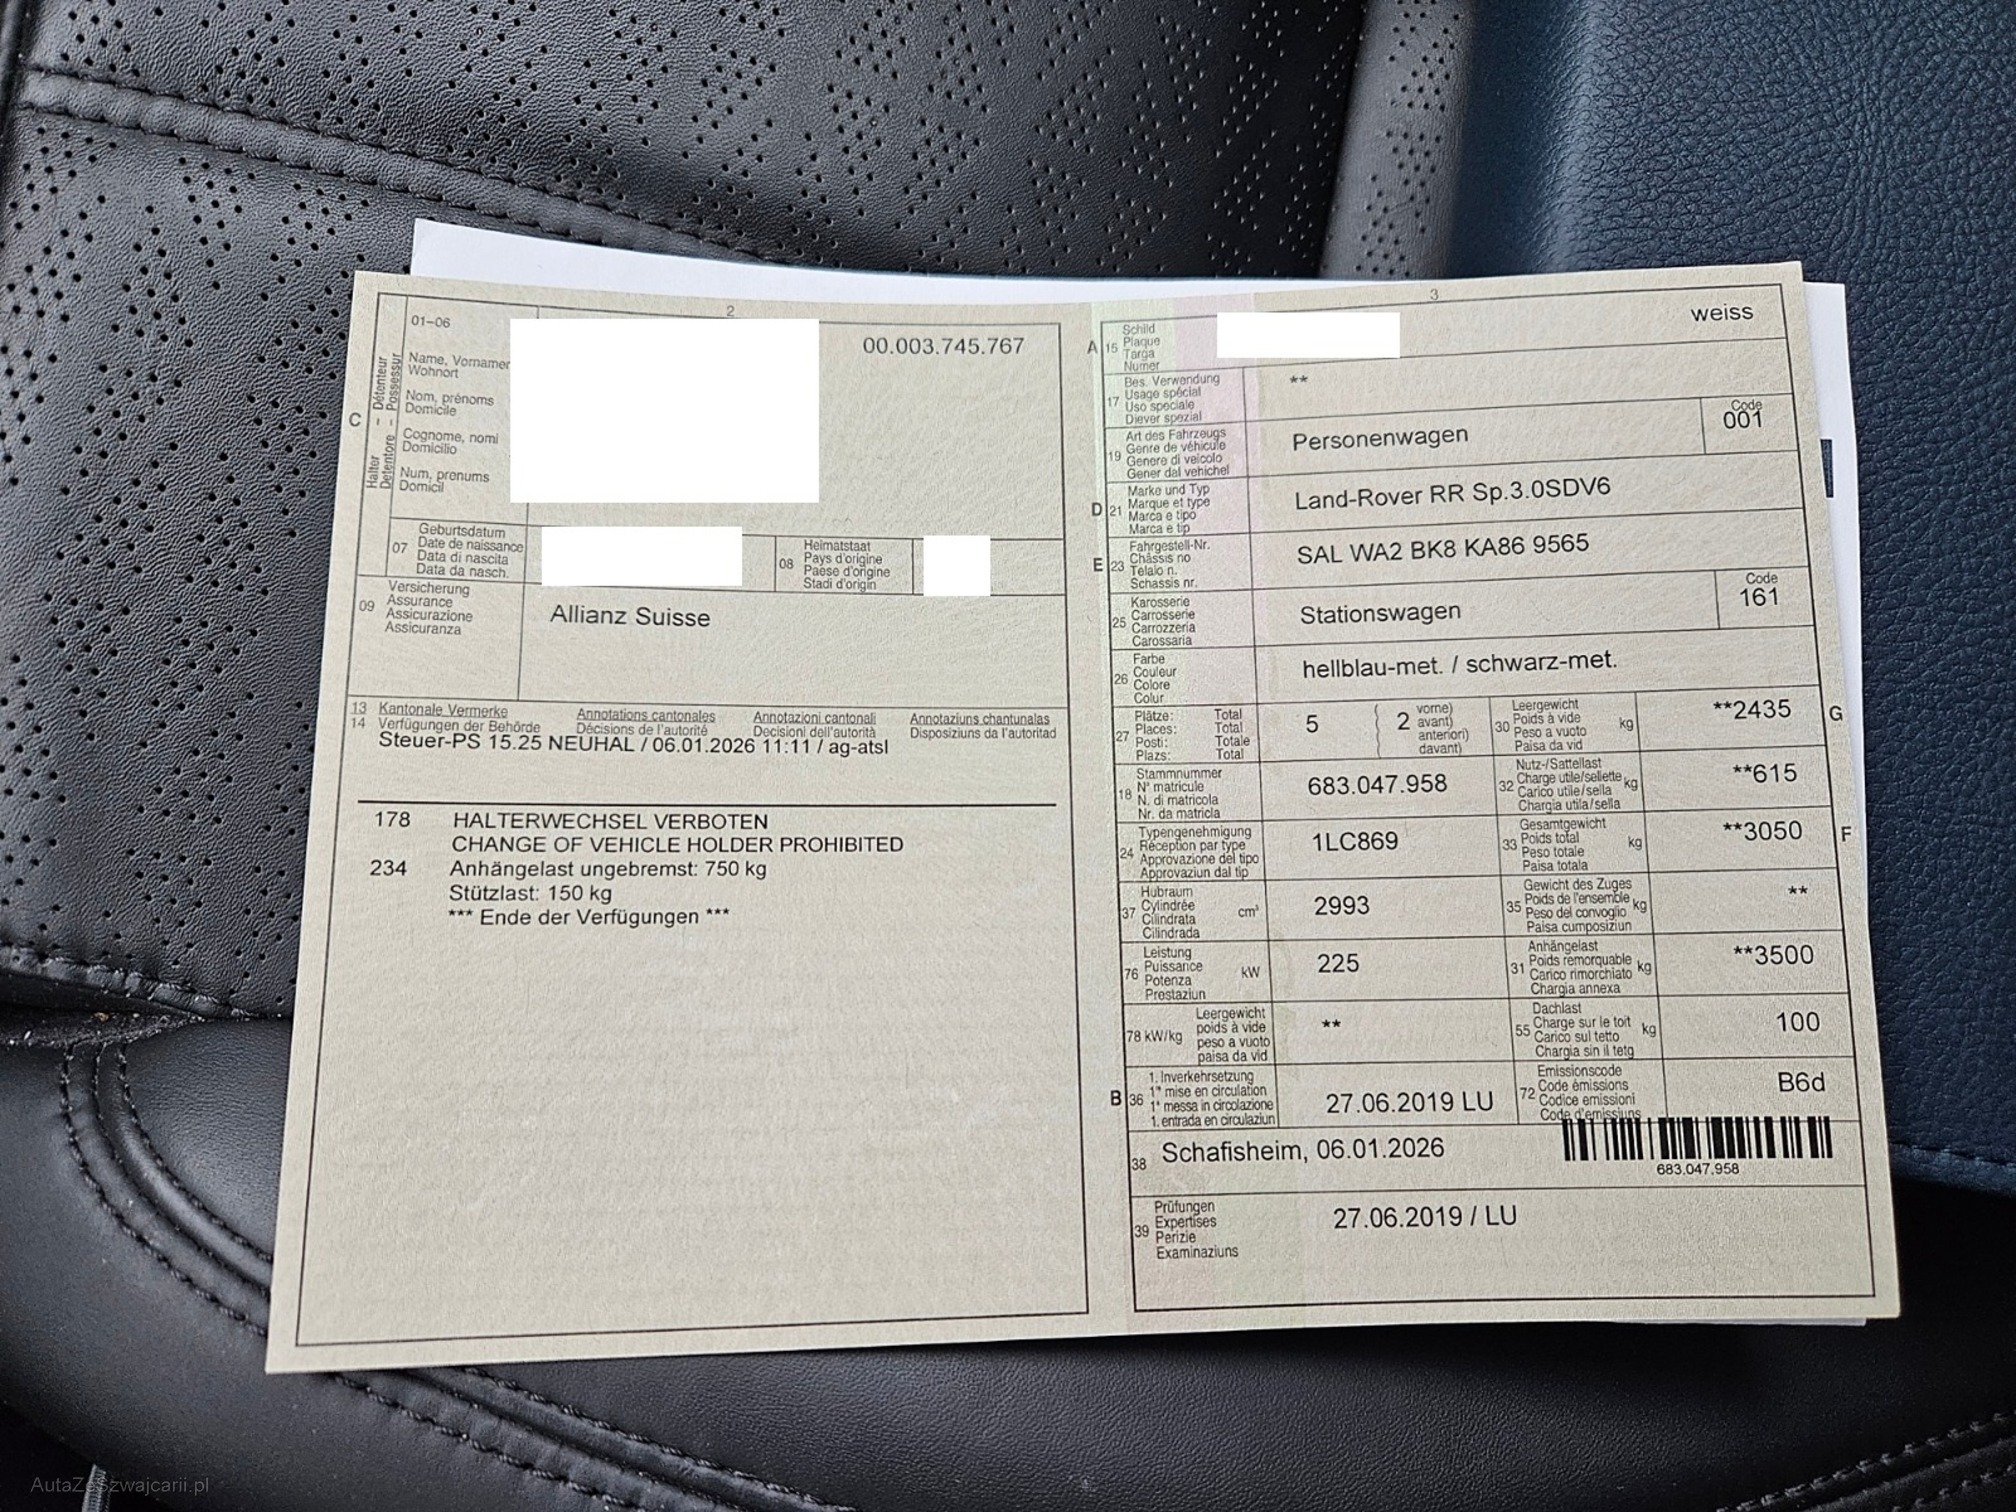 2
01-06
00.003.745.767
C
Halter – Détenteur
Detentore – Possessur
Name, Vornamen
Wohnort
Nom, prénoms
Domicile
Cognome, nomi
Domicilio
Num, prenums
Domicil
07
Geburtsdatum
Date de naissance
Data di nascita
Data da nasch.
08
Heimatstaat
Pays d'origine
Paese d'origine
Stadi d'origin
09
Versicherung
Assurance
Assicurazione
Assicuranza
Allianz Suisse
13 Kantonale Vermerke Annotations cantonales Annotazioni cantonali Annotaziuns chantunalas
14 Verfügungen der Behörde Décisions de l'autorité Decisioni dell'autorità Disposiziuns da l'autoritad
Steuer-PS 15.25 NEUHAL / 06.01.2026 11:11 / ag-atsl
178 HALTERWECHSEL VERBOTEN
CHANGE OF VEHICLE HOLDER PROHIBITED
234 Anhängelast ungebremst: 750 kg
Stützlast: 150 kg
*** Ende der Verfügungen ***
3
A 15
Schild
Plaque
Targa
Numer
weiss
17
Bes. Verwendung
Usage spécial
Uso speciale
Diever spezial
**
19
Art des Fahrzeugs
Genre de véhicule
Genere di veicolo
Gener dal vehichel
Personenwagen
Code
001
D 21
Marke und Typ
Marque et type
Marca e tipo
Marca e tip
Land-Rover RR Sp.3.0SDV6
E 23
Fahrgestell-Nr.
Châssis no
Telaio n.
Schassis nr.
SAL WA2 BK8 KA86 9565
25
Karosserie
Carrosserie
Carrozzeria
Carossaria
Stationswagen
Code
161
26
Farbe
Couleur
Colore
Colur
hellblau-met. / schwarz-met.
27
Plätze: Total
Places: Total
Posti: Totale
Plazs: Total
5
( 2 vorne)
avant)
anteriori)
davant)
30
Leergewicht
Poids à vide kg
Peso a vuoto
Paisa da vid
**2435
G
18
Stammnummer
N° matricule
N. di matricola
Nr. da matricla
683.047.958
32
Nutz-/Sattellast
Charge utile/sellette kg
Carico utile/sella
Chargia utila/sella
**615
24
Typengenehmigung
Réception par type
Approvazione del tipo
Approvaziun dal tip
1LC869
33
Gesamtgewicht
Poids total kg
Peso totale
Paisa totala
**3050
F
37
Hubraum
Cylindrée cm³
Cilindrata
Cilindrada
2993
35
Gewicht des Zuges
Poids de l'ensemble kg
Peso del convoglio
Paisa cumposiziun
**
76
Leistung
Puissance kW
Potenza
Prestaziun
225
31
Anhängelast
Poids remorquable kg
Carico rimorchiato
Chargia annexa
**3500
78 kW/kg
Leergewicht
poids à vide
peso a vuoto
paisa da vid
**
55
Dachlast
Charge sur le toit kg
Carico sul tetto
Chargia sin il tetg
100
B 36
1. Inverkehrsetzung
1re mise en circulation
1a messa in circolazione
1. entrada en circulaziun
27.06.2019 LU
72
Emissionscode
Code émissions
Codice emissioni
Code d'emissiuns
B6d
38
Schafisheim, 06.01.2026
683.047.958
39
Prüfungen
Expertises
Perizie
Examinaziuns
27.06.2019 / LU
AutaZeSzwajcarii.pl